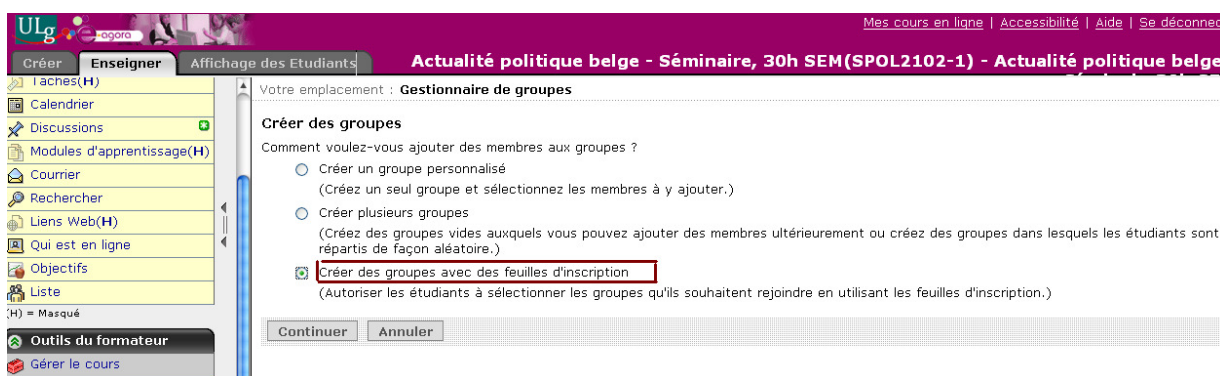 ULg e-agora
Mes cours en ligne | Accessibilité | Aide | Se déconnec
Créer Enseigner Affichage des Etudiants
Actualité politique belge - Séminaire, 30h SEM(SPOL2102-1) - Actualité politique belge
Tâches(H)
Calendrier
Discussions
Modules d'apprentissage(H)
Courrier
Rechercher
Liens Web(H)
Qui est en ligne
Objectifs
Liste
(H) = Masqué
Outils du formateur
Gérer le cours
Votre emplacement : Gestionnaire de groupes
Créer des groupes
Comment voulez-vous ajouter des membres aux groupes ?
Créer un groupe personnalisé
(Créez un seul groupe et sélectionnez les membres à y ajouter.)
Créer plusieurs groupes
(Créez des groupes vides auxquels vous pouvez ajouter des membres ultérieurement ou créez des groupes dans lesquels les étudiants sont
répartis de façon aléatoire.)
Créer des groupes avec des feuilles d'inscription
(Autoriser les étudiants à sélectionner les groupes qu'ils souhaitent rejoindre en utilisant les feuilles d'inscription.)
Continuer Annuler